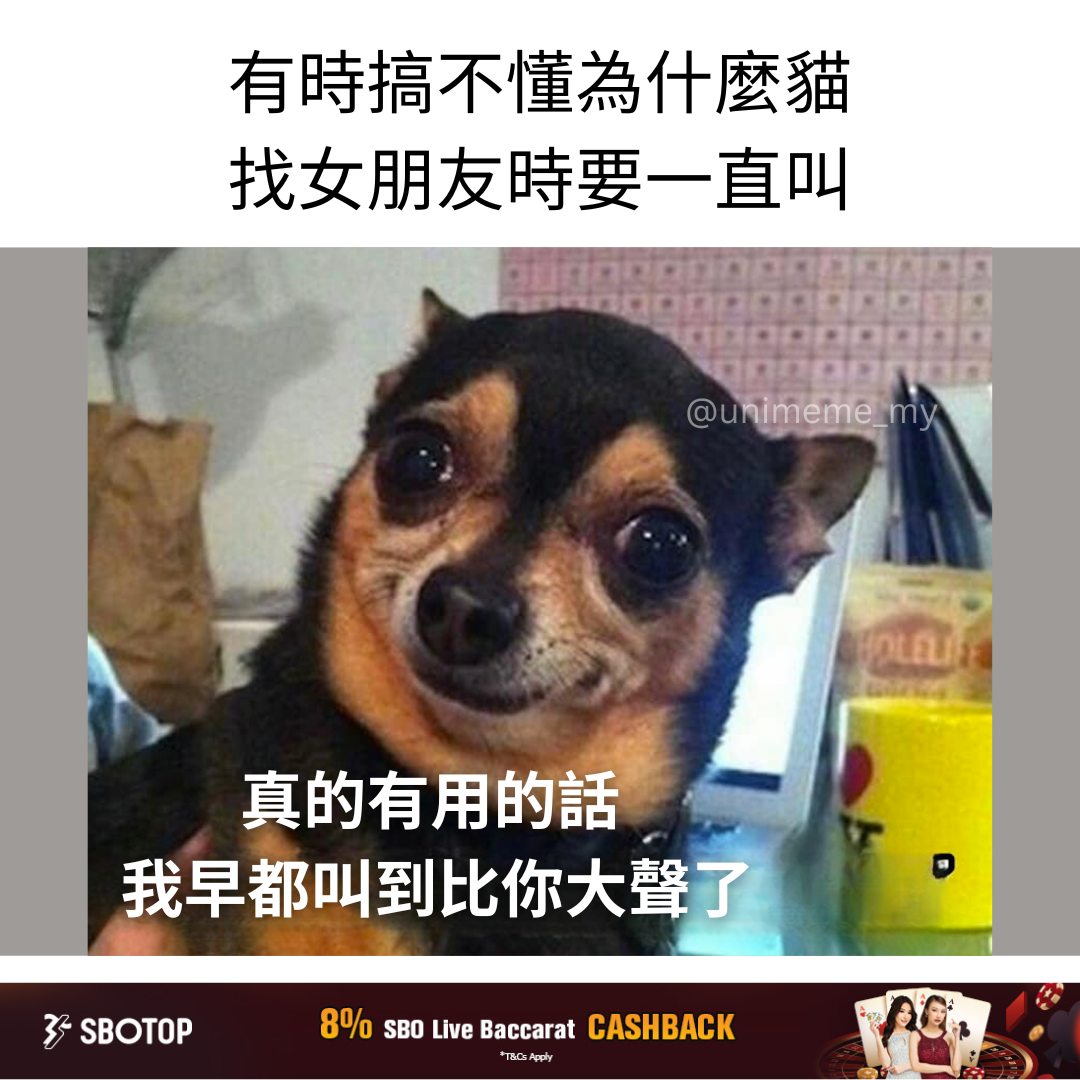 有時搞不懂為什麼貓
找女朋友時要一直叫
@unimeme_my
真的有用的話
我早都叫到比你大聲了
SBOTOP
8% SBO Live Baccarat CASHBACK
*T&Cs Apply